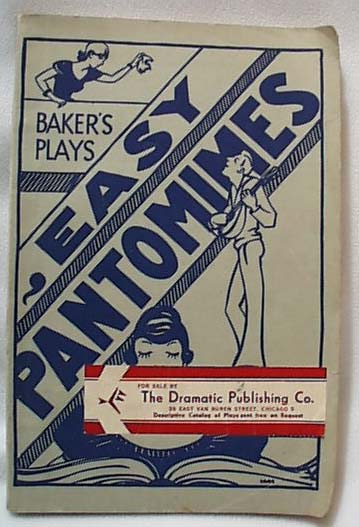 BAKER'S
PLAYS
EASY
PANTOMIMES
FOR SALE BY
The Dramatic Publishing Co.
59 EAST VAN BUREN STREET, CHICAGO 5
Descriptive Catalog of Plays sent free on Request